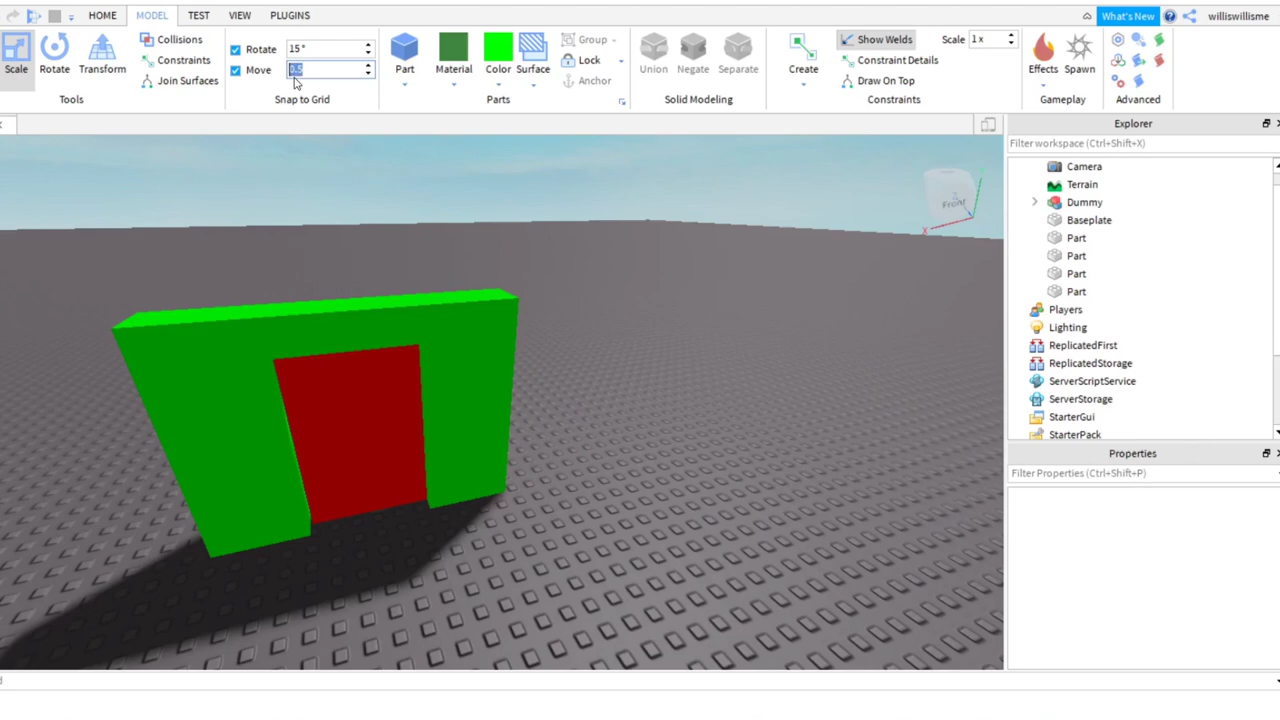 HOME MODEL TEST VIEW PLUGINS What's New williswillisme
Scale Rotate Transform
Collisions
Constraints
Join Surfaces
Tools
Rotate 15°
Move 0.5
Snap to Grid
Part Material Color Surface
Group
Lock
Anchor
Parts
Union Negate Separate
Solid Modeling
Create
Show Welds Scale 1 x
Constraint Details
Draw On Top
Constraints
Effects Spawn
Gameplay
Advanced
Front
X
Explorer
Filter workspace (Ctrl+Shift+X)
Camera
Terrain
Dummy
Baseplate
Part
Part
Part
Part
Players
Lighting
ReplicatedFirst
ReplicatedStorage
ServerScriptService
ServerStorage
StarterGui
StarterPack
Properties
Filter Properties (Ctrl+Shift+P)